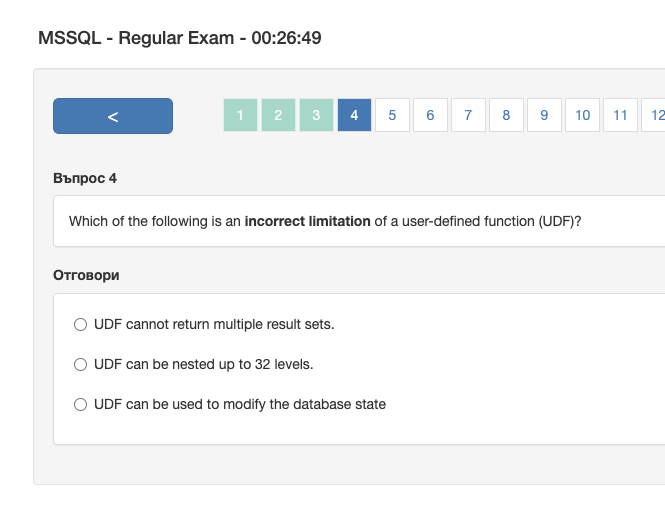 MSSQL - Regular Exam - 00:26:49
< 1 2 3 4 5 6 7 8 9 10 11 12
Въпрос 4
Which of the following is an incorrect limitation of a user-defined function (UDF)?
Отговори
UDF cannot return multiple result sets.
UDF can be nested up to 32 levels.
UDF can be used to modify the database state